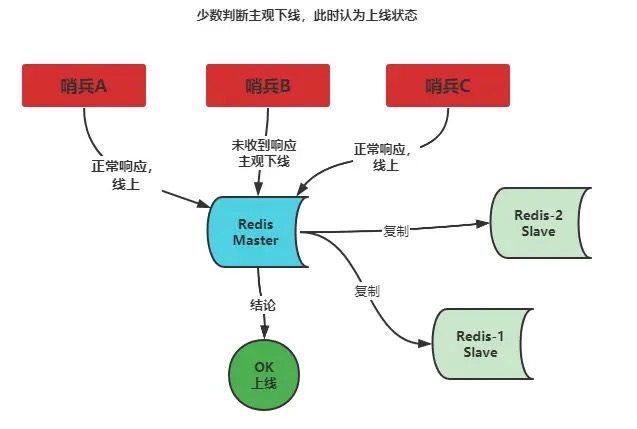 少数判断主观下线，此时认为上线状态
哨兵A
哨兵B
哨兵C
正常响应，
线上
未收到响应
主观下线
正常响应，
线上
Redis
Master
复制
Redis-2
Slave
复制
结论
Redis-1
Slave
OK
上线